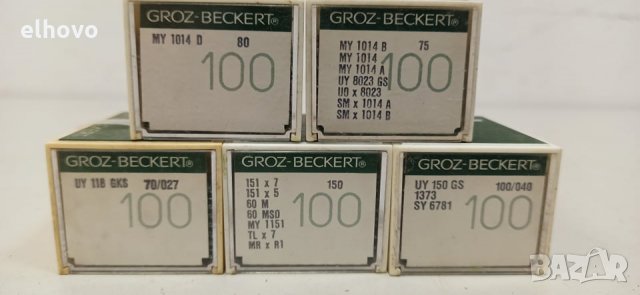 elhovo
GROZ-BECKERT®
MY 1014 D 80
100
GROZ-BECKERT®
MY 1014 B 75
MY 1014
MY 1014 A
UY 8023 GS
UO x 8023
SM x 1014 A
SM x 1014 B
100
GROZ-BECKERT®
UY 118 GKS 70/027
100
GROZ-BECKERT®
151 x 7 150
151 x 5
60 M
60 MSD
MY 1151
TL x 7
MR x R1
100
GROZ-BECKERT®
UY 150 GS 100/040
1373
SY 6781
100
bazar